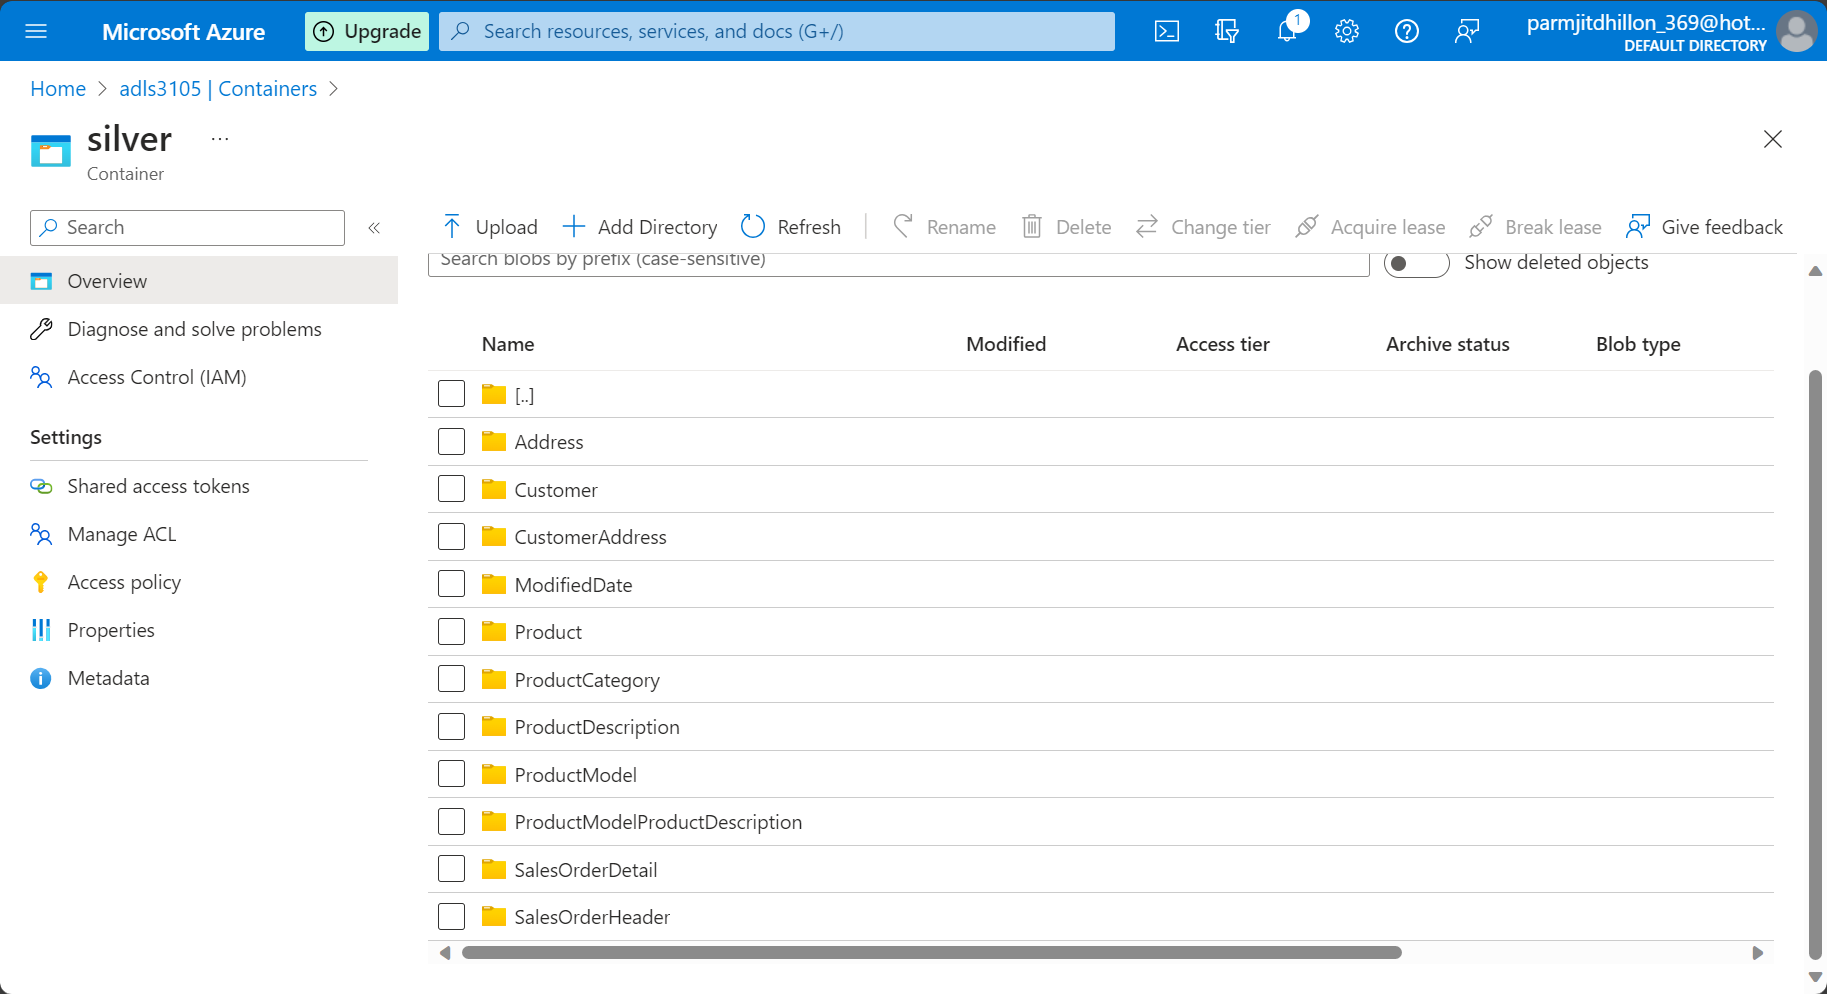 Microsoft Azure
Upgrade
Search resources, services, and docs (G+/)
1
parmjitdhillon_369@hot...
DEFAULT DIRECTORY
Home > adls3105 | Containers >
silver ...
Container
Search «
Overview
Diagnose and solve problems
Access Control (IAM)
Settings
Shared access tokens
Manage ACL
Access policy
Properties
Metadata
Upload
Add Directory
Refresh
Rename
Delete
Change tier
Acquire lease
Break lease
Give feedback
Search blobs by prefix (case-sensitive)
Show deleted objects
Name Modified Access tier Archive status Blob type
[..]
Address
Customer
CustomerAddress
ModifiedDate
Product
ProductCategory
ProductDescription
ProductModel
ProductModelProductDescription
SalesOrderDetail
SalesOrderHeader